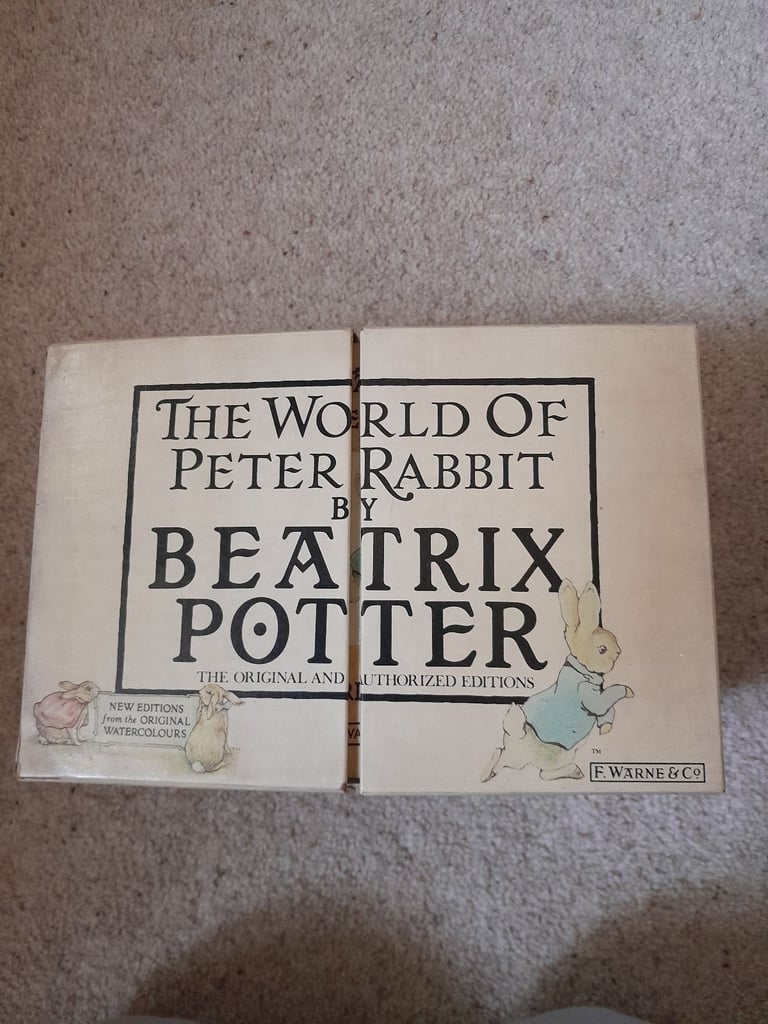 THE WORLD OF
PETER RABBIT
BY
BEATRIX
POTTER
THE ORIGINAL AND AUTHORIZED EDITIONS
NEW EDITIONS
from the ORIGINAL
WATERCOLOURS
TM
F. WARNE & Co